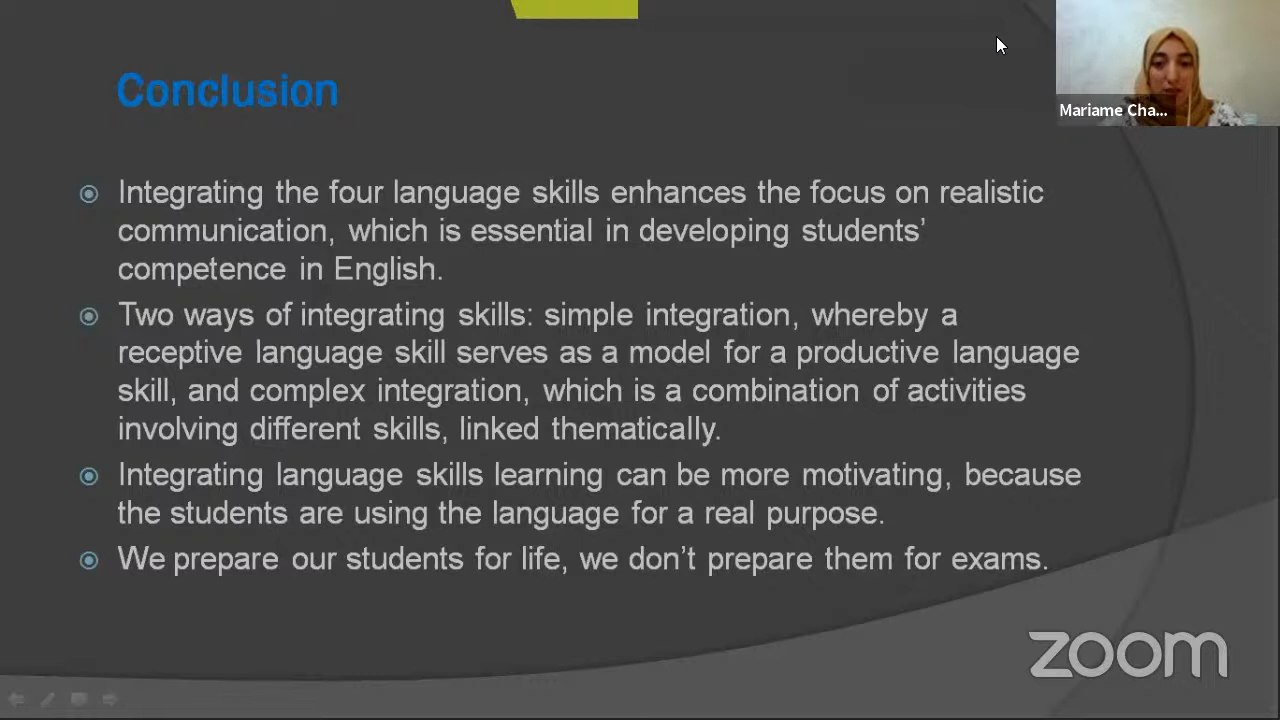 Conclusion
Mariame Cha...
Integrating the four language skills enhances the focus on realistic
communication, which is essential in developing students’
competence in English.
Two ways of integrating skills: simple integration, whereby a
receptive language skill serves as a model for a productive language
skill, and complex integration, which is a combination of activities
involving different skills, linked thematically.
Integrating language skills learning can be more motivating, because
the students are using the language for a real purpose.
We prepare our students for life, we don’t prepare them for exams.
zoom